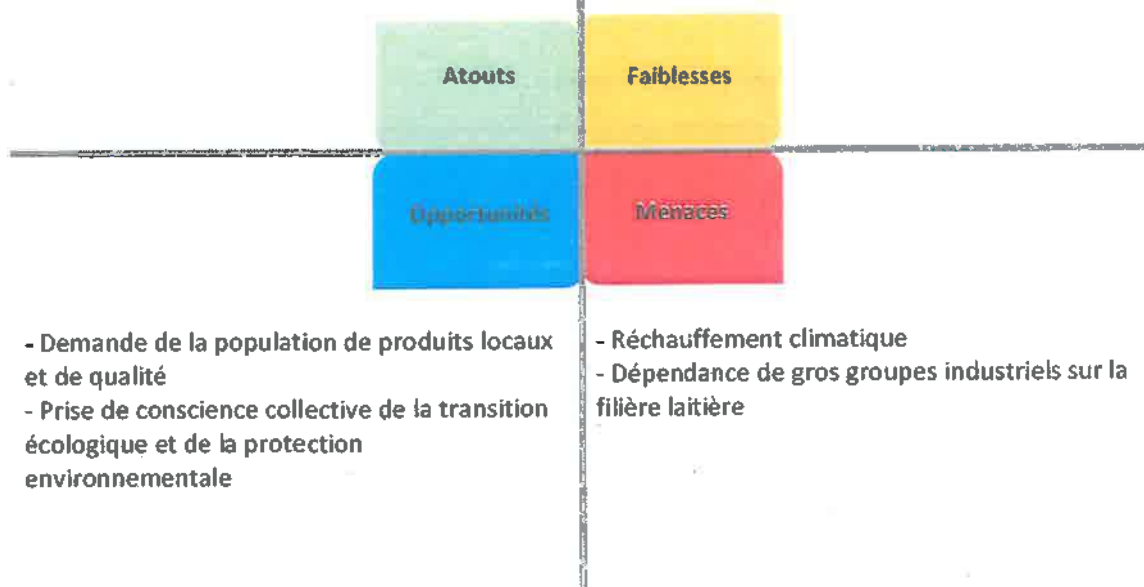 Atouts
Faiblesses
Opportunités
Menaces
- Demande de la population de produits locaux
et de qualité
- Prise de conscience collective de la transition
écologique et de la protection
environnementale
- Réchauffement climatique
- Dépendance de gros groupes industriels sur la
filière laitière